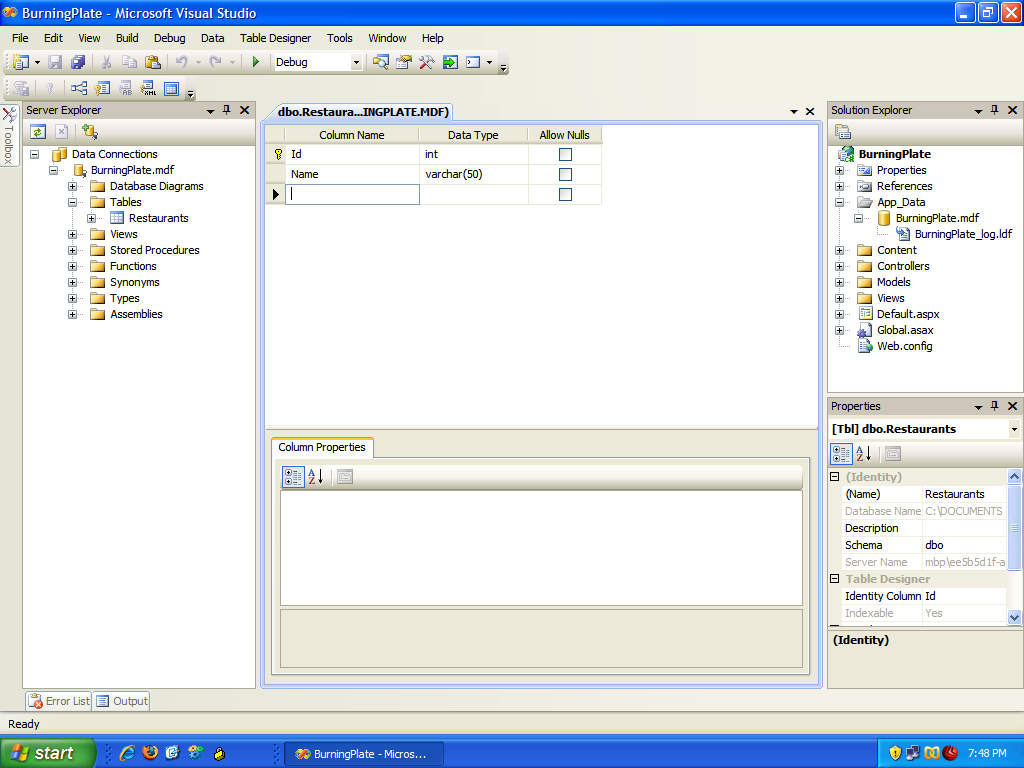 BurningPlate - Microsoft Visual Studio
File Edit View Build Debug Data Table Designer Tools Window Help
Debug
Server Explorer
dbo.Restaura...INGPLATE.MDF)
Solution Explorer
Toolbox
Data Connections
BurningPlate.mdf
Database Diagrams
Tables
Restaurants
Views
Stored Procedures
Functions
Synonyms
Types
Assemblies
Column Name Data Type Allow Nulls
Id int
Name varchar(50)
Column Properties
BurningPlate
Properties
References
App_Data
BurningPlate.mdf
BurningPlate_log.ldf
Content
Controllers
Models
Views
Default.aspx
Global.asax
Web.config
Properties
[Tbl] dbo.Restaurants
(Identity)
(Name) Restaurants
Database Name C:\DOCUMENTS
Description
Schema dbo
Server Name mbp\ee5b5d1f-a
Table Designer
Identity Column Id
Indexable Yes
(Identity)
Error List Output
Ready
start BurningPlate - Micros... 7:48 PM